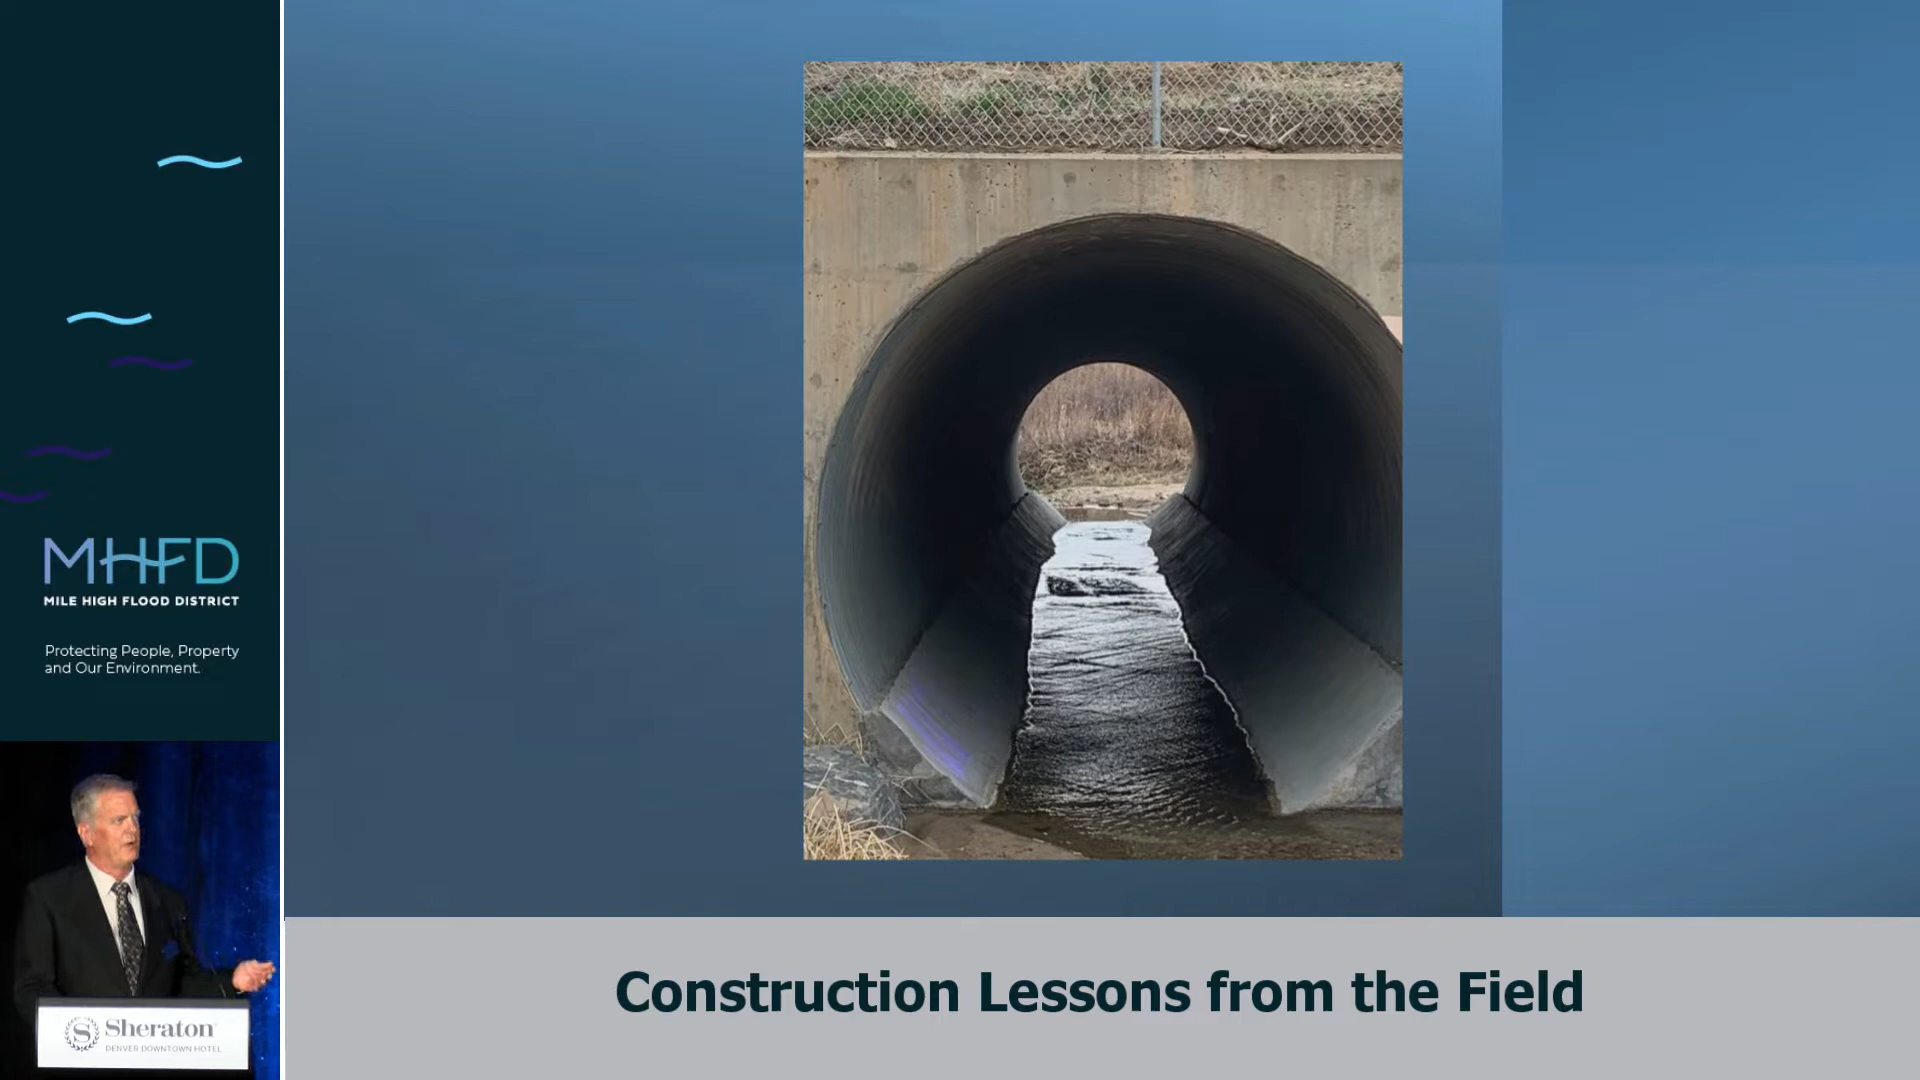 MHFD
MILE HIGH FLOOD DISTRICT
Protecting People, Property
and Our Environment.
S Sheraton
DENVER DOWNTOWN HOTEL
Construction Lessons from the Field